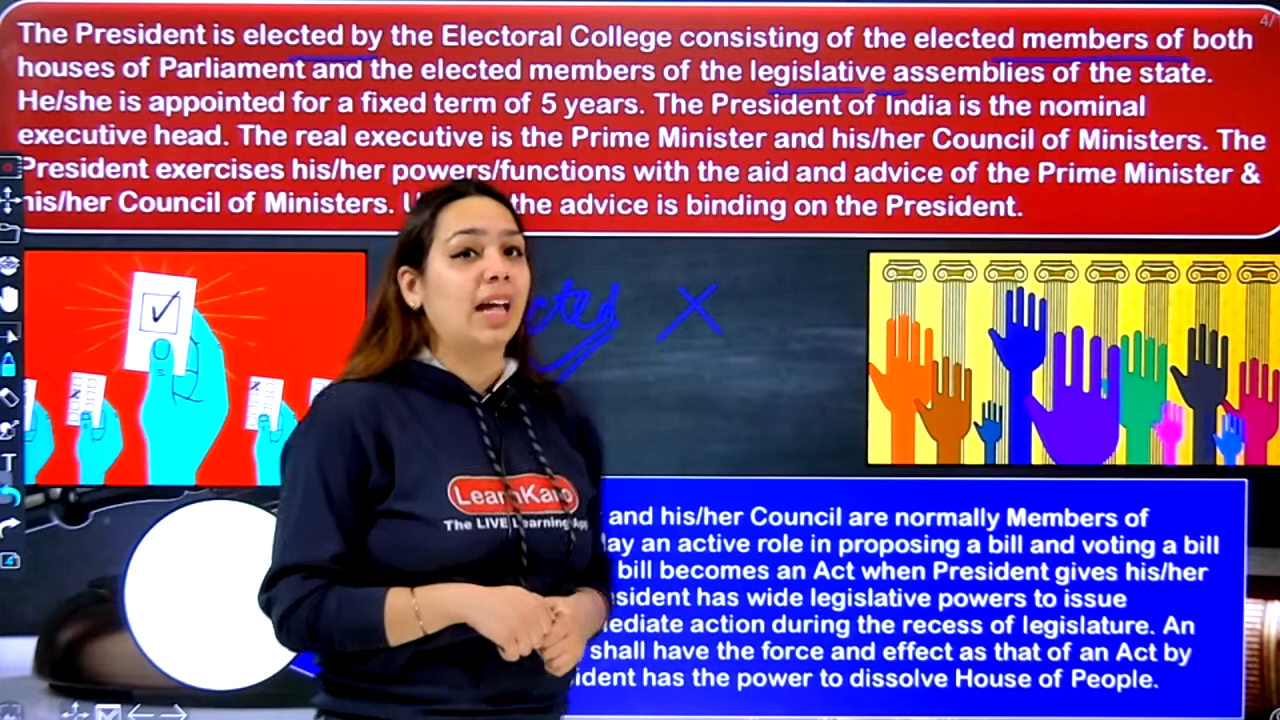 The President is elected by the Electoral College consisting of the elected members of both
houses of Parliament and the elected members of the legislative assemblies of the state.
He/she is appointed for a fixed term of 5 years. The President of India is the nominal
executive head. The real executive is the Prime Minister and his/her Council of Ministers. The
President exercises his/her powers/functions with the aid and advice of the Prime Minister &
his/her Council of Ministers. the advice is binding on the President.
4/
cted X
LearnKaro
The LIVE Learning App
and his/her Council are normally Members of
lay an active role in proposing a bill and voting a bill
bill becomes an Act when President gives his/her
sident has wide legislative powers to issue
mediate action during the recess of legislature. An
shall have the force and effect as that of an Act by
ident has the power to dissolve House of People.
T